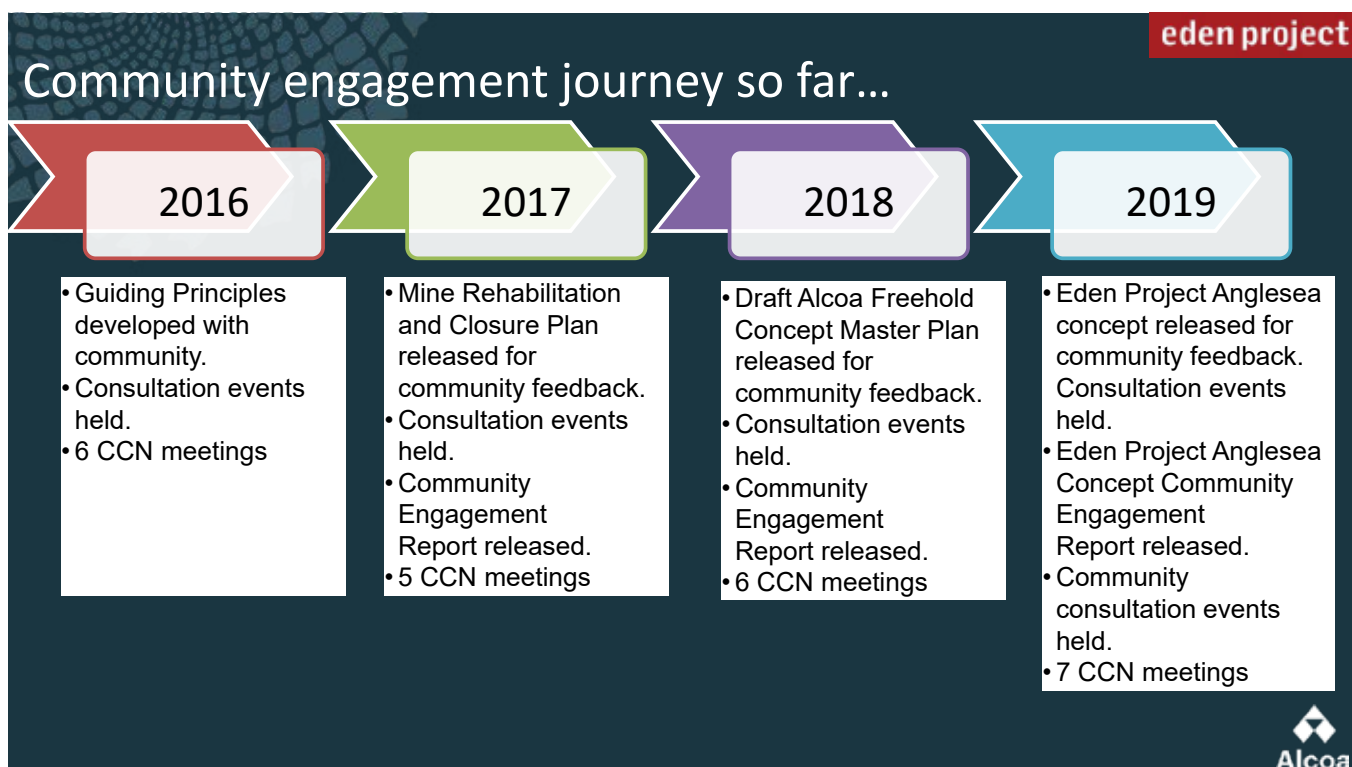 eden project
Community engagement journey so far…
2016
• Guiding Principles
developed with
community.
• Consultation events
held.
• 6 CCN meetings
2017
• Mine Rehabilitation
and Closure Plan
released for
community feedback.
• Consultation events
held.
• Community
Engagement
Report released.
• 5 CCN meetings
2018
• Draft Alcoa Freehold
Concept Master Plan
released for
community feedback.
• Consultation events
held.
• Community
Engagement
Report released.
• 6 CCN meetings
2019
• Eden Project Anglesea
concept released for
community feedback.
Consultation events
held.
• Eden Project Anglesea
Concept Community
Engagement
Report released.
• Community
consultation events
held.
• 7 CCN meetings
Alcoa